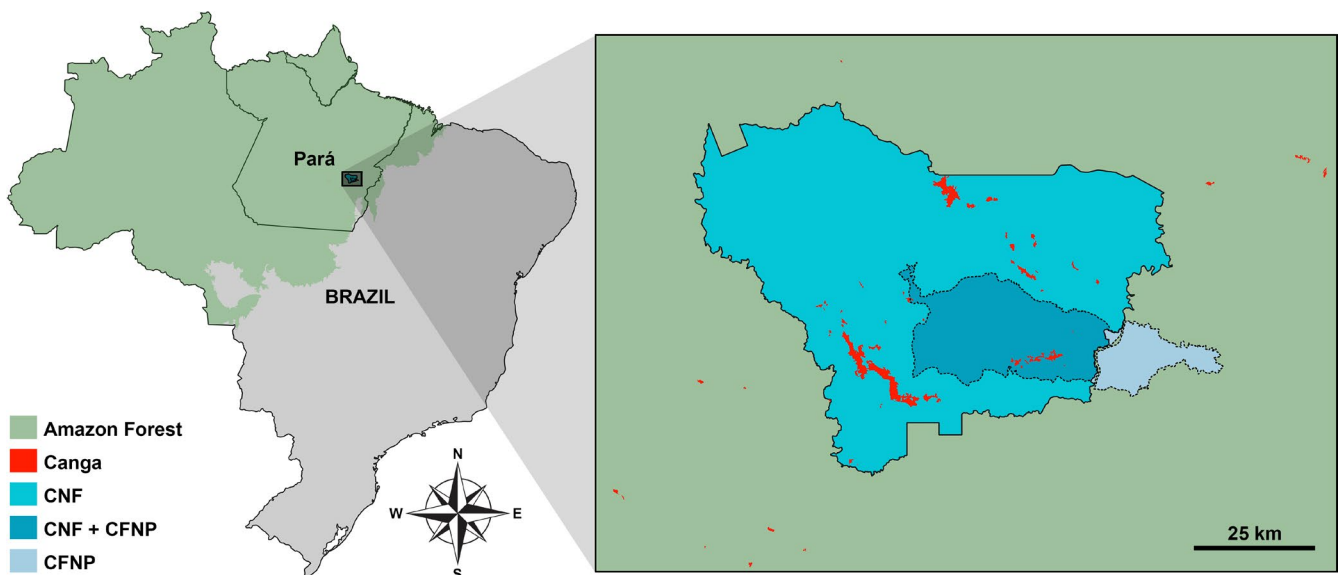 Pará
BRAZIL
Amazon Forest
Canga
CNF
CNF + CFNP
CFNP
N
W
E
S
25 km